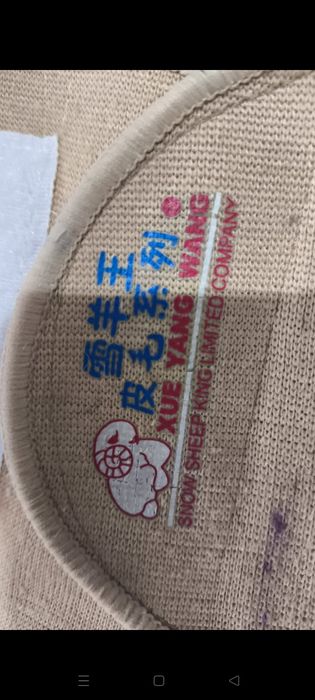 雪羊王
皮毛系列
XUE YANG WANG
SNOW SHEEP KING LIMITED COMPANY